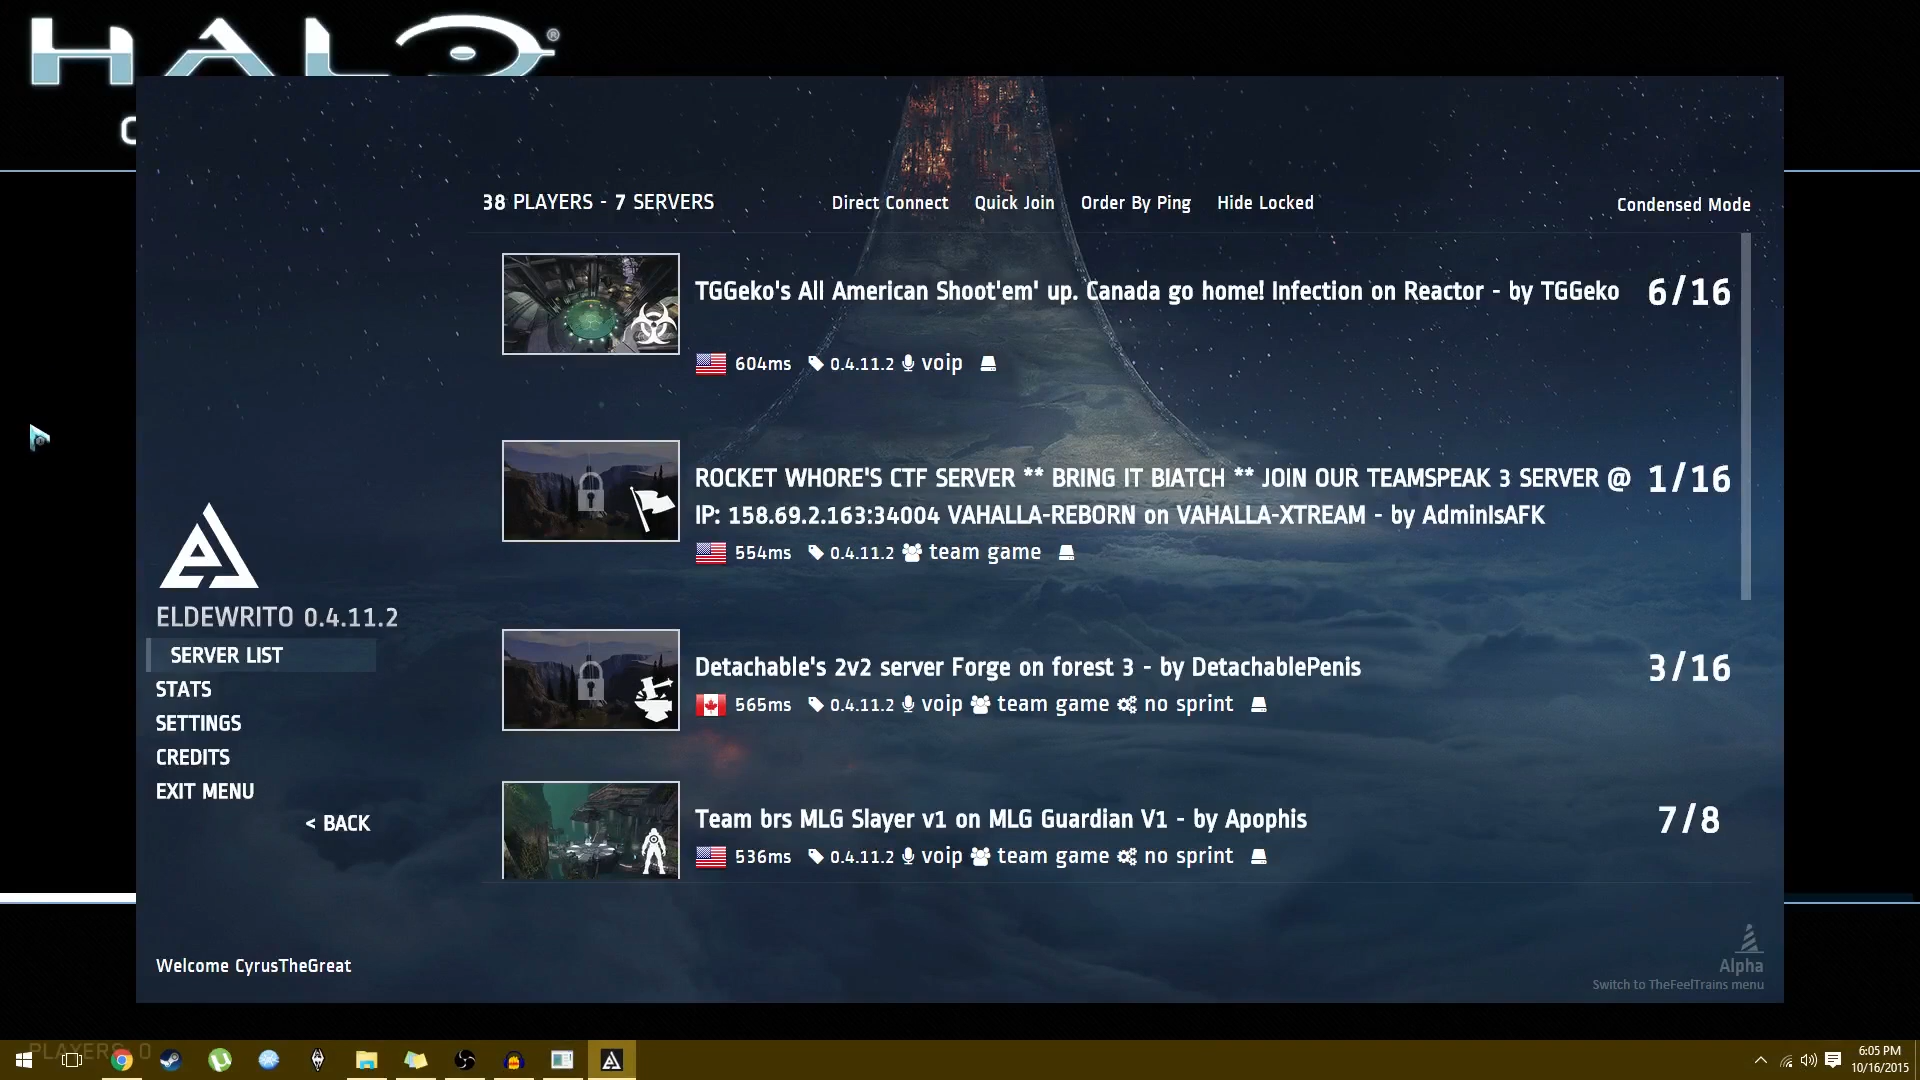 HALO®
38 PLAYERS - 7 SERVERS
Direct Connect
Quick Join
Order By Ping
Hide Locked
Condensed Mode
TGGeko's All American Shoot'em' up. Canada go home! Infection on Reactor - by TGGeko
6/16
604ms 0.4.11.2 voip
ROCKET WHORE'S CTF SERVER ** BRING IT BIATCH ** JOIN OUR TEAMSPEAK 3 SERVER @
IP: 158.69.2.163:34004 VAHALLA-REBORN on VAHALLA-XTREAM - by AdminIsAFK
1/16
554ms 0.4.11.2 team game
Detachable's 2v2 server Forge on forest 3 - by DetachablePenis
3/16
565ms 0.4.11.2 voip team game no sprint
Team brs MLG Slayer v1 on MLG Guardian V1 - by Apophis
7/8
536ms 0.4.11.2 voip team game no sprint
ELDEWRITO 0.4.11.2
SERVER LIST
STATS
SETTINGS
CREDITS
EXIT MENU
< BACK
Welcome CyrusTheGreat
Alpha
Switch to TheFeelTrains menu
PLAYERS 0
6:05 PM
10/16/2015